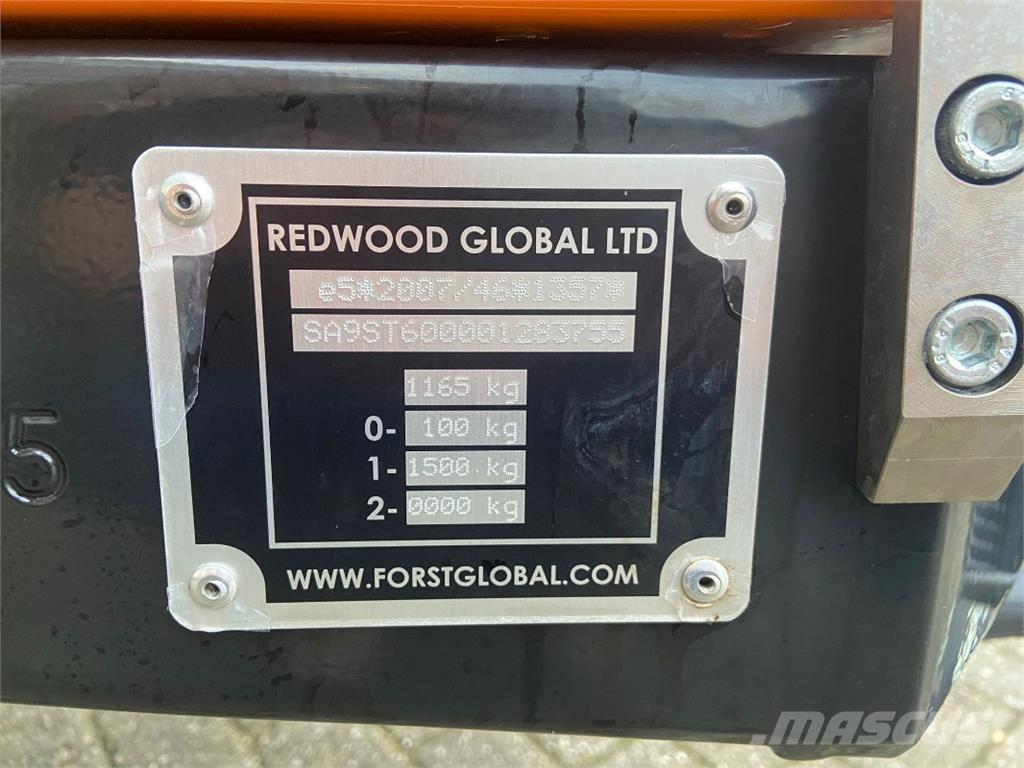 REDWOOD GLOBAL LTD
e5*2007/46*1357*
SA9ST600001283755
1165 kg
0- 100 kg
1- 1500 kg
2- 0000 kg
WWW.FORSTGLOBAL.COM
5
MASCUS